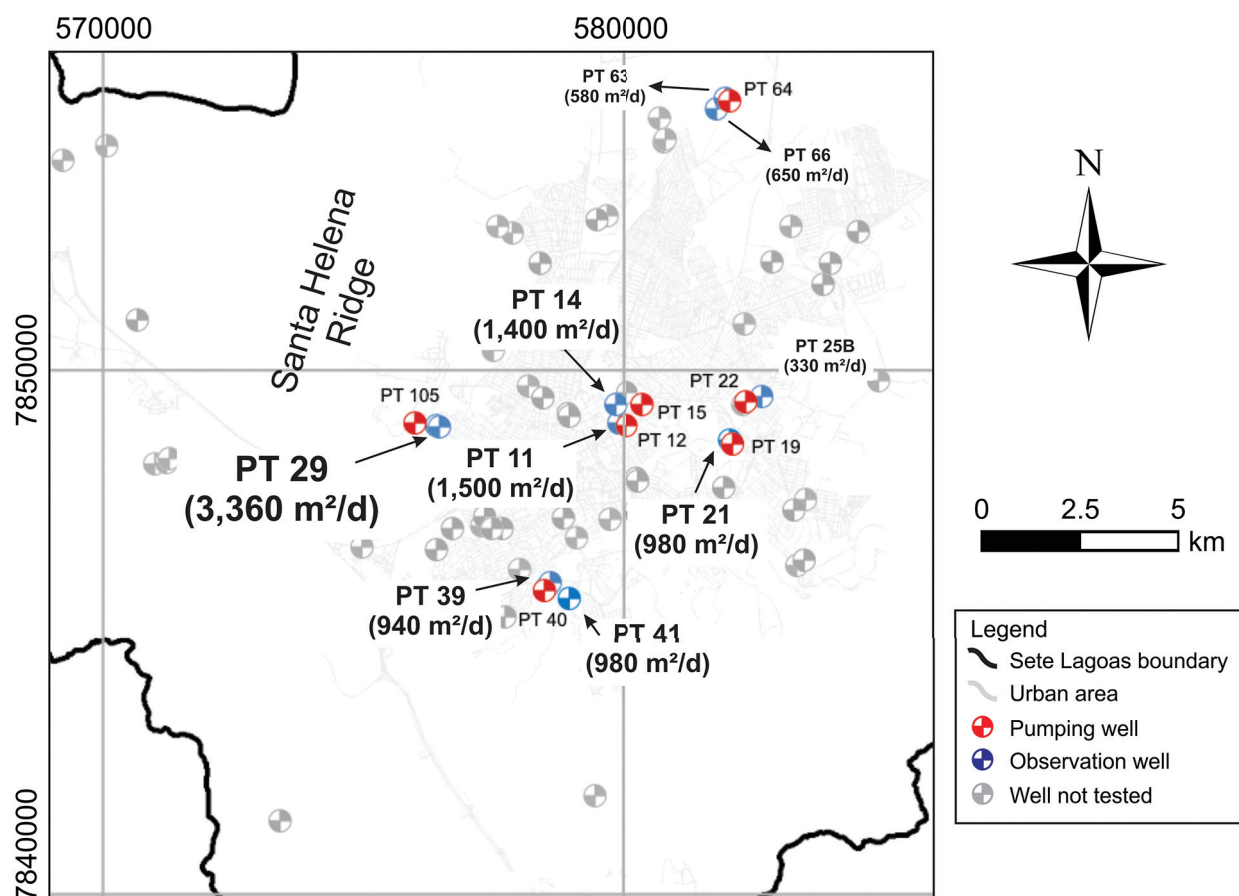 570000
580000
PT 63
(580 m²/d)
PT 64
PT 66
(650 m²/d)
N
Santa Helena
Ridge
PT 14
(1,400 m²/d)
7850000
PT 25B
(330 m²/d)
PT 22
PT 105
PT 15
PT 12
PT 19
PT 29
(3,360 m²/d)
PT 11
(1,500 m²/d)
PT 21
(980 m²/d)
0 2.5 5
km
PT 39
(940 m²/d)
PT 40
PT 41
(980 m²/d)
7840000
Legend
Sete Lagoas boundary
Urban area
Pumping well
Observation well
Well not tested